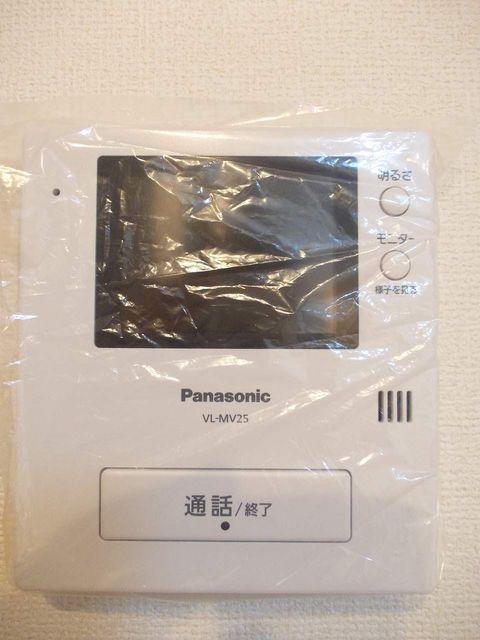 明るさ
モニター
様子を見る
Panasonic
VL-MV25
通話/終了